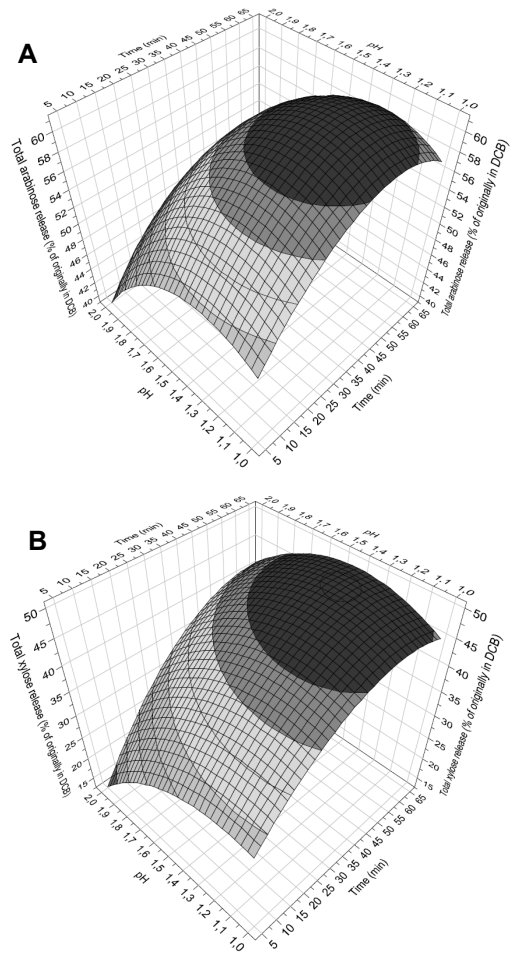 A
Time (min)
5 10 15 20 25 30 35 40 45 50 55 60 65
pH
2,0 1,9 1,8 1,7 1,6 1,5 1,4 1,3 1,2 1,1 1,0
Total arabinose release (% of originally in DCB)
60 58 56 54 52 50 48 46 44 42 40
Total arabinose release (% of originally in DCB)
60 58 56 54 52 50 48 46 44 42 40
pH
2,0 1,9 1,8 1,7 1,6 1,5 1,4 1,3 1,2 1,1 1,0
Time (min)
5 10 15 20 25 30 35 40 45 50 55 60 65
B
Time (min)
5 10 15 20 25 30 35 40 45 50 55 60 65
pH
2,0 1,9 1,8 1,7 1,6 1,5 1,4 1,3 1,2 1,1 1,0
Total xylose release (% of originally in DCB)
50 45 40 35 30 25 20 15
Total xylose release (% of originally in DCB)
50 45 40 35 30 25 20 15
pH
2,0 1,9 1,8 1,7 1,6 1,5 1,4 1,3 1,2 1,1 1,0
Time (min)
5 10 15 20 25 30 35 40 45 50 55 60 65